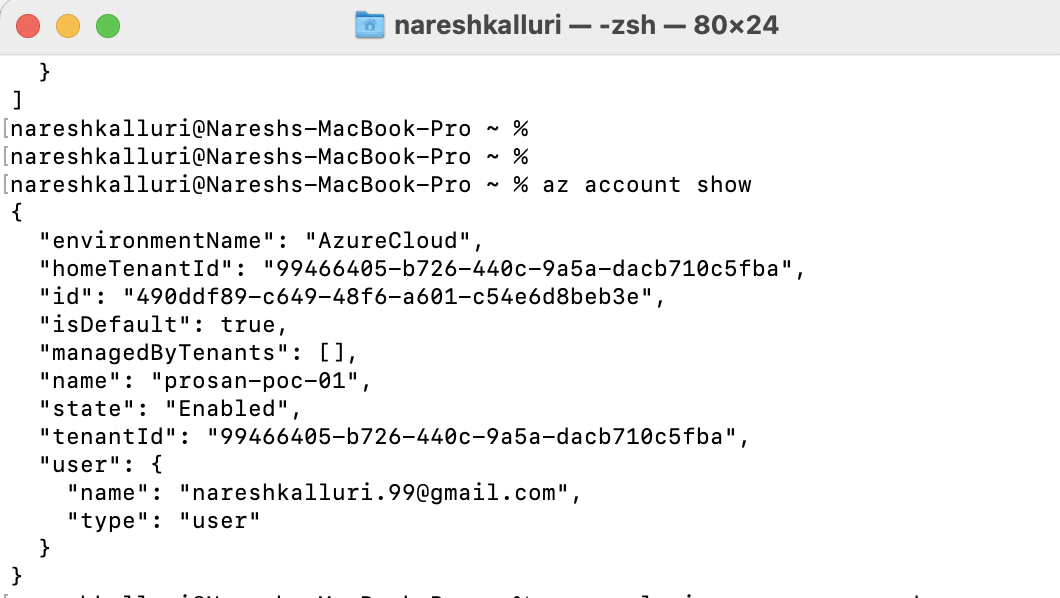 nareshkalluri — -zsh — 80×24
}
]
[nareshkalluri@Nareshs-MacBook-Pro ~ %
[nareshkalluri@Nareshs-MacBook-Pro ~ %
[nareshkalluri@Nareshs-MacBook-Pro ~ % az account show
{
"environmentName": "AzureCloud",
"homeTenantId": "99466405-b726-440c-9a5a-dacb710c5fba",
"id": "490ddf89-c649-48f6-a601-c54e6d8beb3e",
"isDefault": true,
"managedByTenants": [],
"name": "prosan-poc-01",
"state": "Enabled",
"tenantId": "99466405-b726-440c-9a5a-dacb710c5fba",
"user": {
"name": "nareshkalluri.99@gmail.com",
"type": "user"
}
}